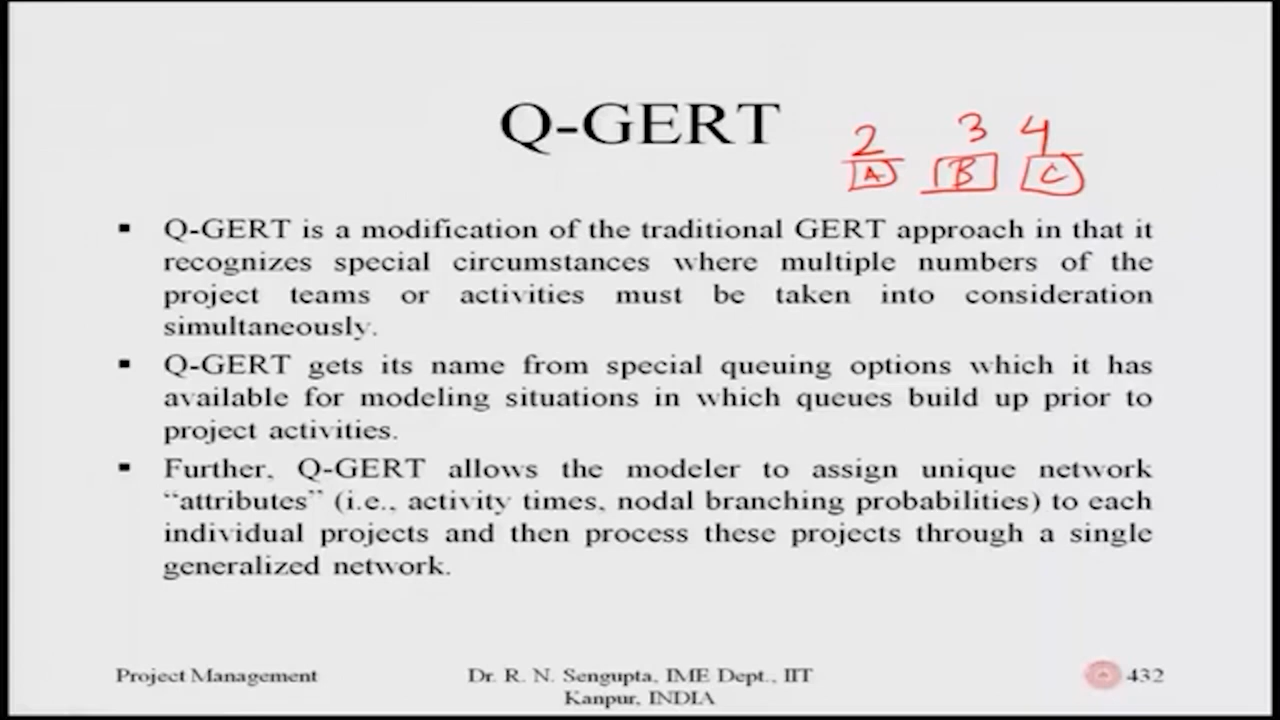 Q-GERT
2 3 4
A B C
▪ Q-GERT is a modification of the traditional GERT approach in that it
recognizes special circumstances where multiple numbers of the
project teams or activities must be taken into consideration
simultaneously.
▪ Q-GERT gets its name from special queuing options which it has
available for modeling situations in which queues build up prior to
project activities.
▪ Further, Q-GERT allows the modeler to assign unique network
“attributes” (i.e., activity times, nodal branching probabilities) to each
individual projects and then process these projects through a single
generalized network.
Project Management
Dr. R. N. Sengupta, IME Dept., IIT
Kanpur, INDIA
432